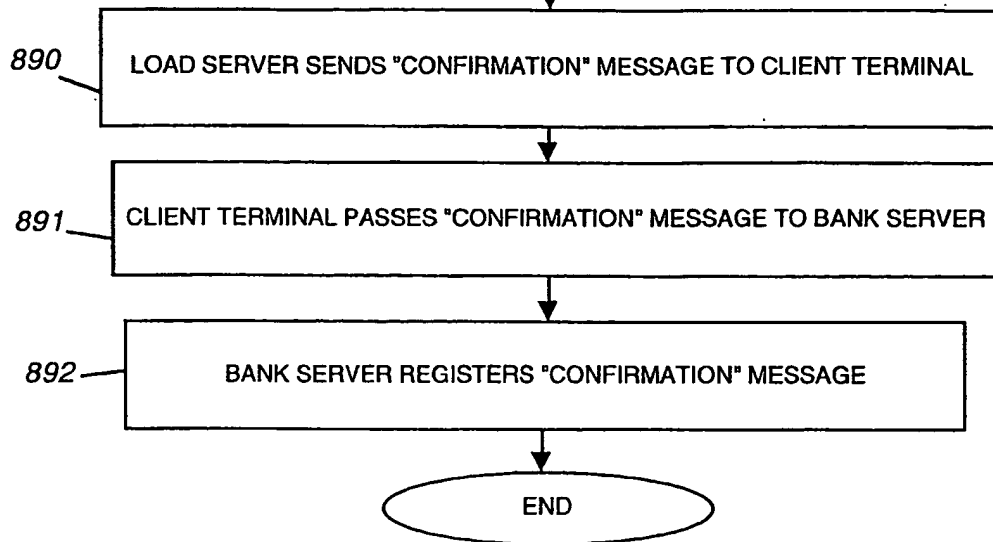 890
LOAD SERVER SENDS "CONFIRMATION" MESSAGE TO CLIENT TERMINAL
891
CLIENT TERMINAL PASSES "CONFIRMATION" MESSAGE TO BANK SERVER
892
BANK SERVER REGISTERS "CONFIRMATION" MESSAGE
END